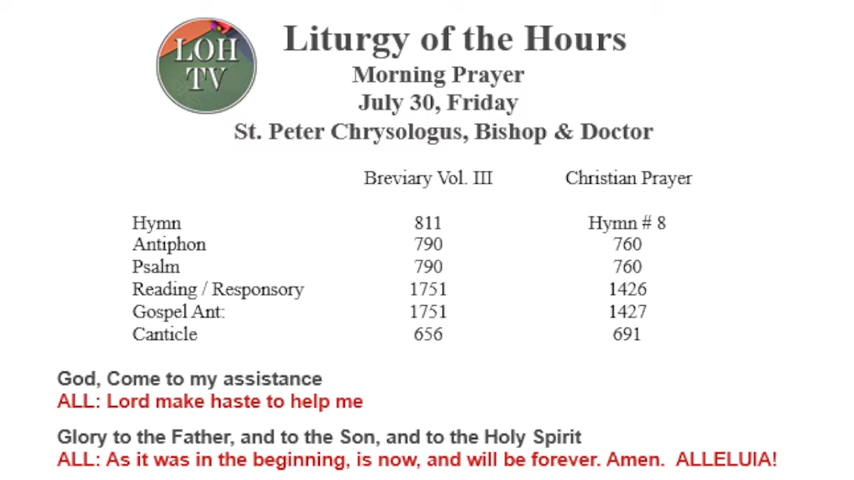 LOH
TV
Liturgy of the Hours
Morning Prayer
July 30, Friday
St. Peter Chrysologus, Bishop & Doctor
Breviary Vol. III Christian Prayer
Hymn 811 Hymn # 8
Antiphon 790 760
Psalm 790 760
Reading / Responsory 1751 1426
Gospel Ant: 1751 1427
Canticle 656 691
God, Come to my assistance
ALL: Lord make haste to help me
Glory to the Father, and to the Son, and to the Holy Spirit
ALL: As it was in the beginning, is now, and will be forever. Amen. ALLELUIA!